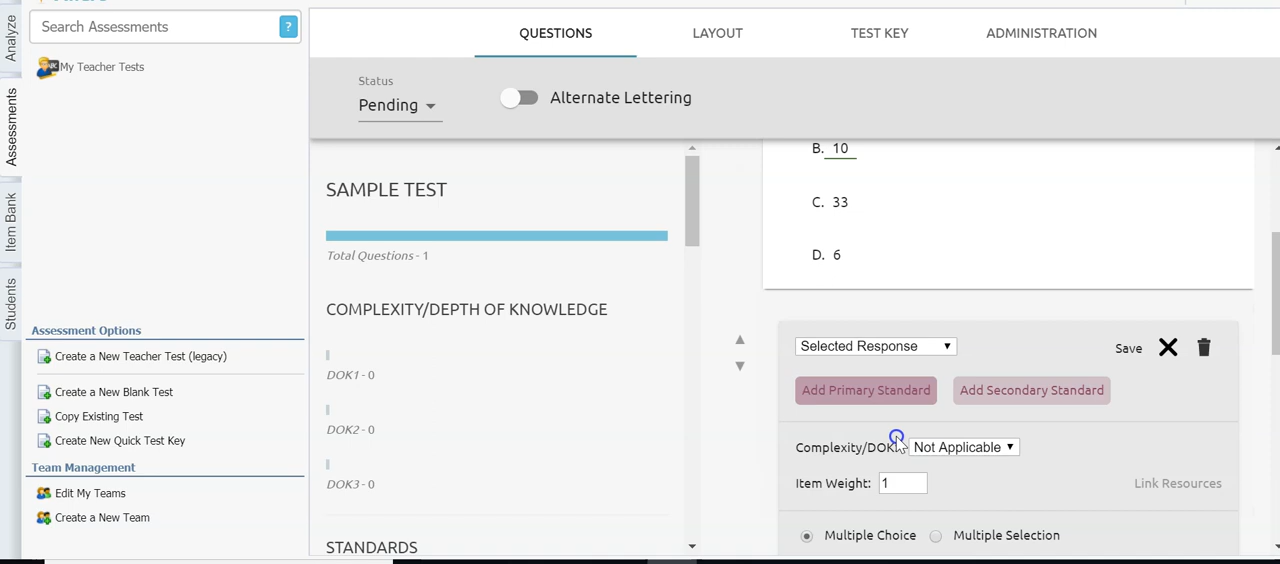 Analyze
Assessments
Item Bank
Students
Search Assessments
?
My Teacher Tests
Assessment Options
Create a New Teacher Test (legacy)
Create a New Blank Test
Copy Existing Test
Create New Quick Test Key
Team Management
Edit My Teams
Create a New Team
QUESTIONS LAYOUT TEST KEY ADMINISTRATION
Status
Pending
Alternate Lettering
SAMPLE TEST
Total Questions - 1
COMPLEXITY/DEPTH OF KNOWLEDGE
DOK1 - 0
DOK2 - 0
DOK3 - 0
STANDARDS
B. 10
C. 33
D. 6
Selected Response
Save
Add Primary Standard Add Secondary Standard
Complexity/DOK: Not Applicable
Item Weight: 1
Link Resources
Multiple Choice Multiple Selection